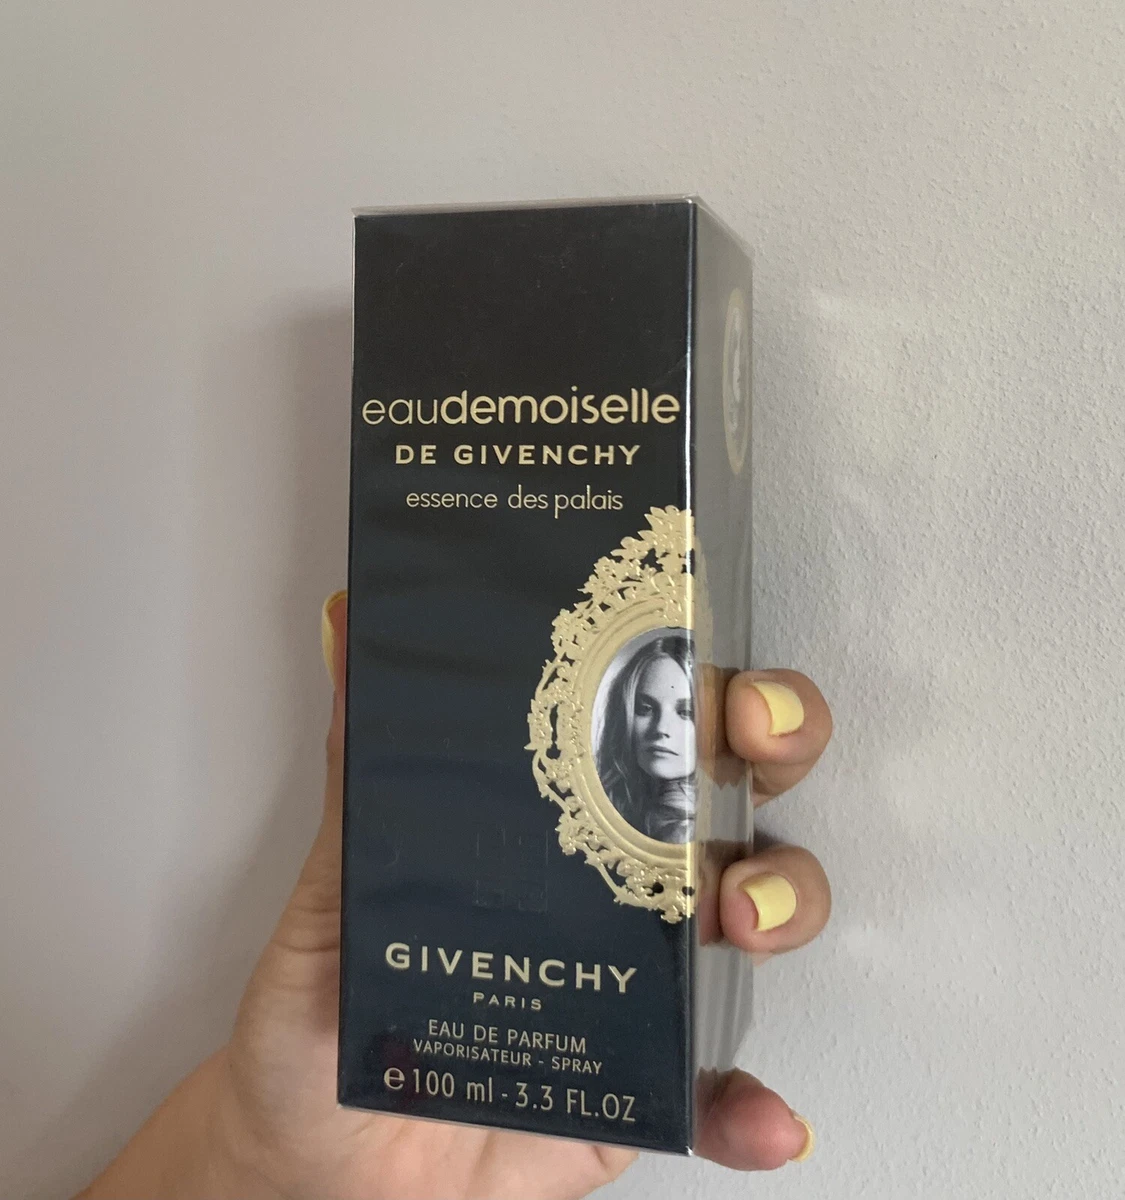 eaudemoiselle
DE GIVENCHY
essence des palais
GIVENCHY
PARIS
EAU DE PARFUM
VAPORISATEUR - SPRAY
e 100 ml - 3.3 FL.OZ